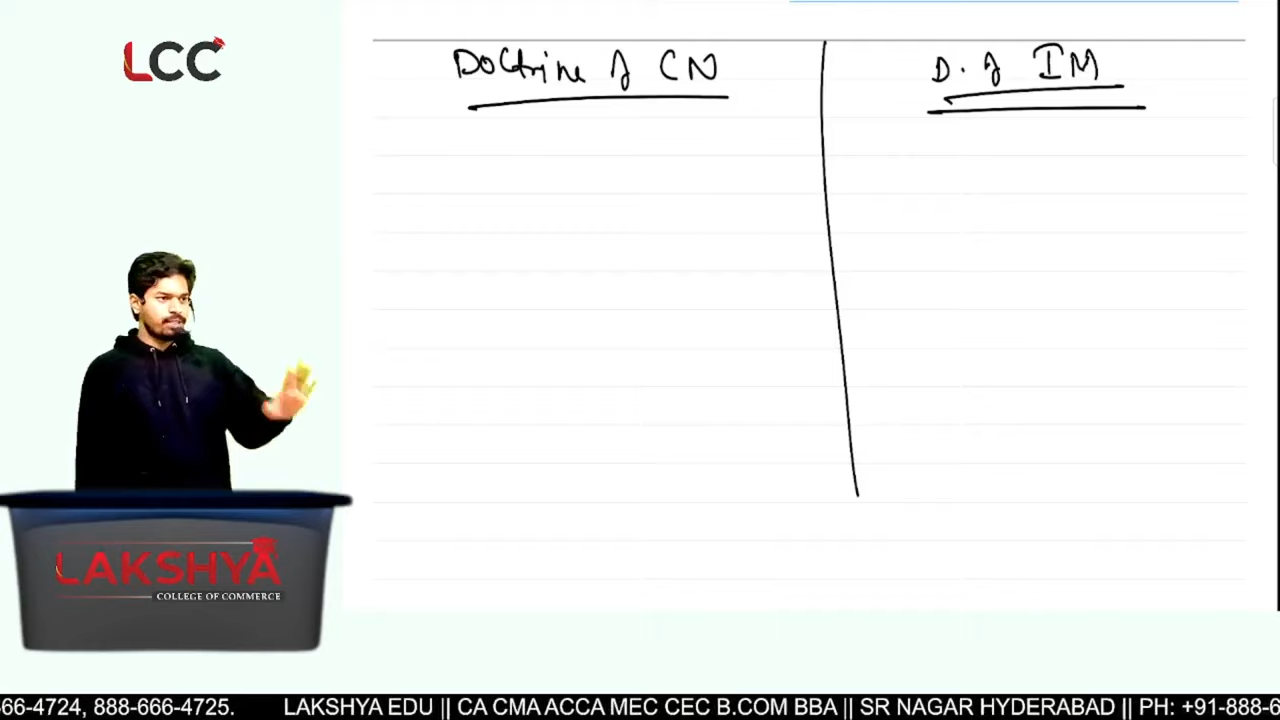 LCC
Doctrine of CN
D. of IM
LAKSHYA
COLLEGE OF COMMERCE
66-4724, 888-666-4725. LAKSHYA EDU || CA CMA ACCA MEC CEC B.COM BBA || SR NAGAR HYDERABAD || PH: +91-888-6